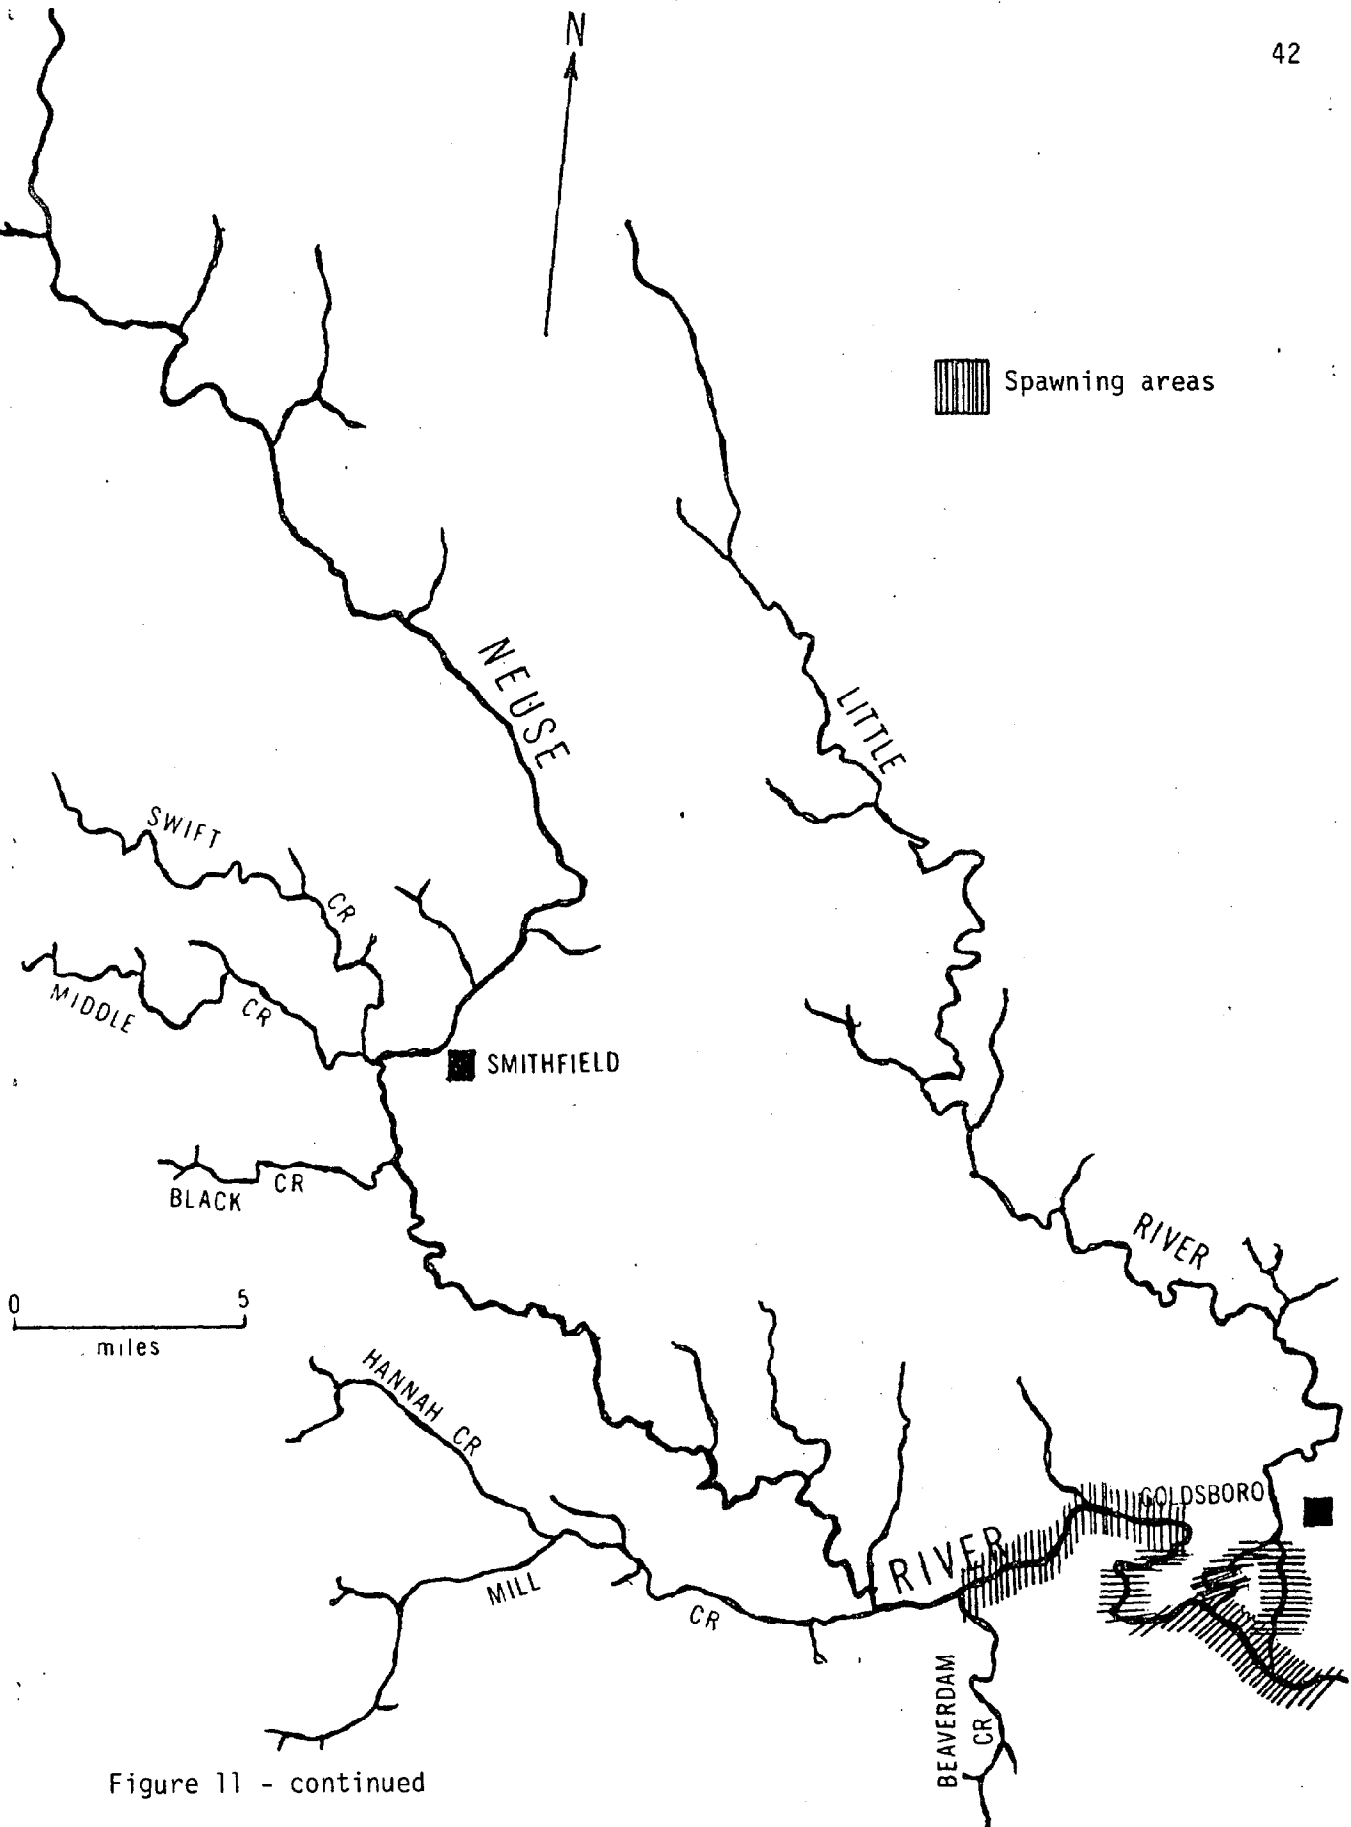 42
N
Spawning areas
NEUSE
LITTLE
SWIFT
CR
MIDDLE
CR
SMITHFIELD
BLACK CR
RIVER
0 5
miles
HANNAH CR
GOLDSBORO
RIVER
MILL
CR
BEAVERDAM
CR
Figure 11 - continued